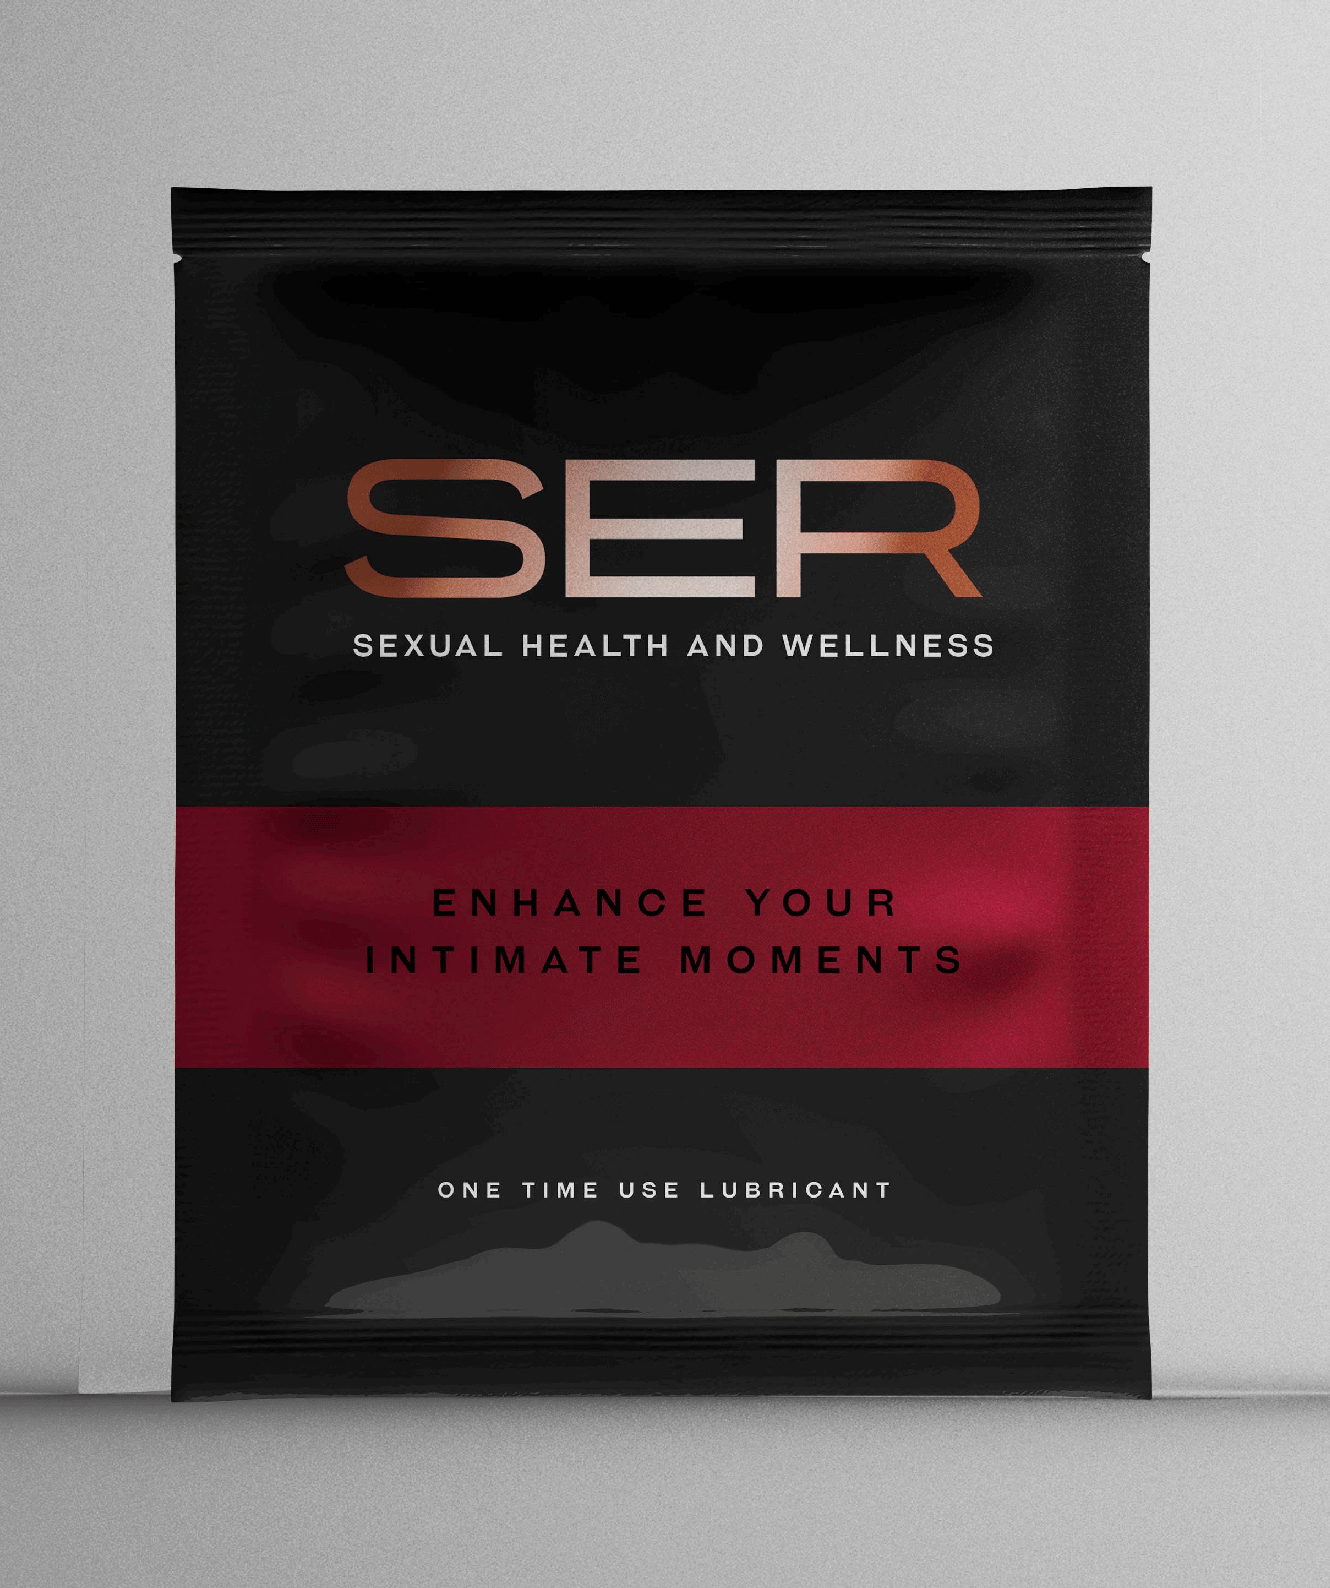 SER
SEXUAL HEALTH AND WELLNESS
ENHANCE YOUR
INTIMATE MOMENTS
ONE TIME USE LUBRICANT